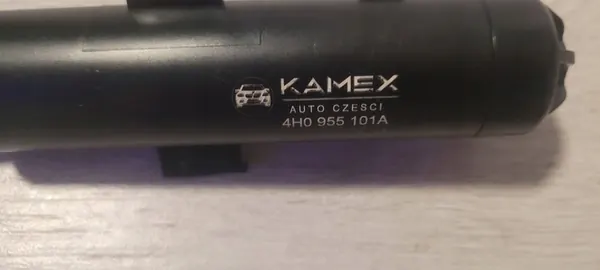 KAMEX
AUTO CZESCI
4H0 955 101A